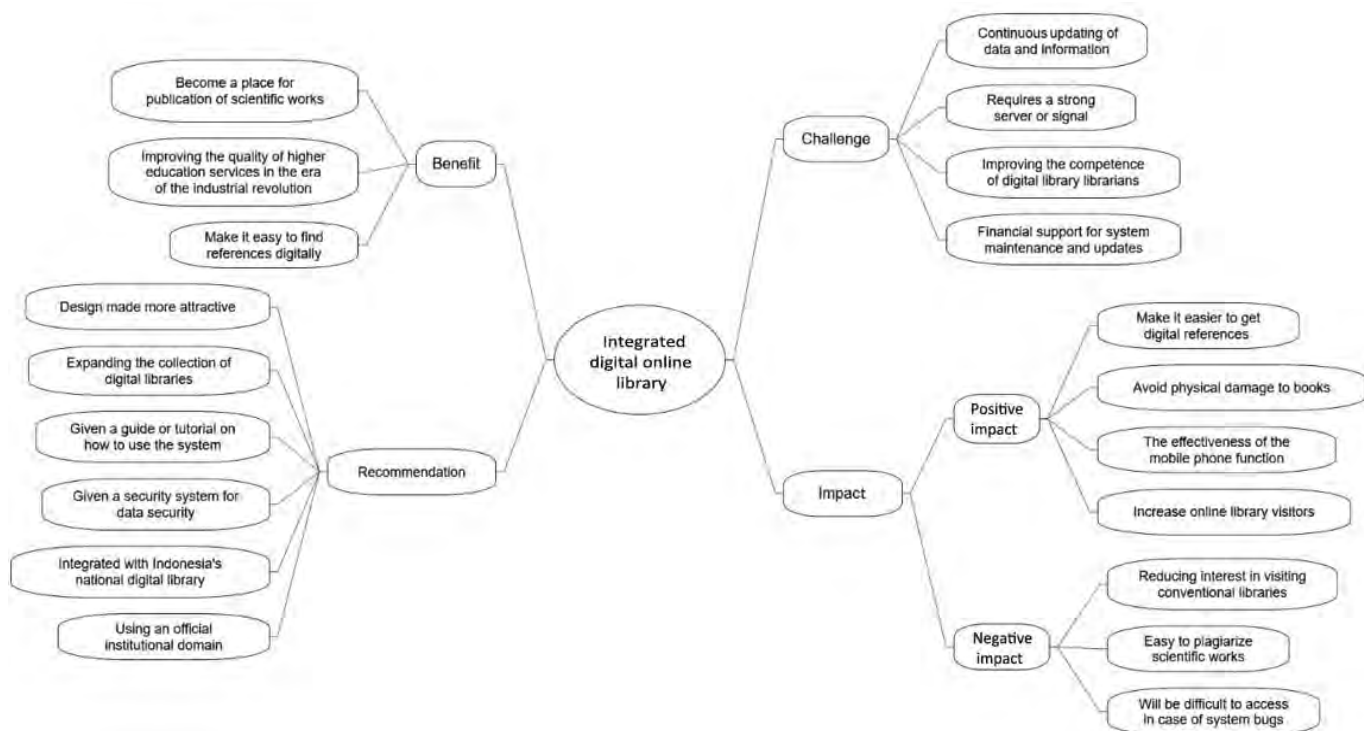 Integrated
digital online
library
Benefit
Become a place for
publication of scientific works
Improving the quality of higher
education services in the era
of the industrial revolution
Make it easy to find
references digitally
Recommendation
Design made more attractive
Expanding the collection of
digital libraries
Given a guide or tutorial on
how to use the system
Given a security system for
data security
Integrated with Indonesia's
national digital library
Using an official
institutional domain
Challenge
Continuous updating of
data and information
Requires a strong
server or signal
Improving the competence
of digital library librarians
Financial support for system
maintenance and updates
Impact
Positive
impact
Make it easier to get
digital references
Avoid physical damage to books
The effectiveness of the
mobile phone function
Increase online library visitors
Negative
impact
Reducing interest in visiting
conventional libraries
Easy to plagiarize
scientific works
Will be difficult to access
in case of system bugs